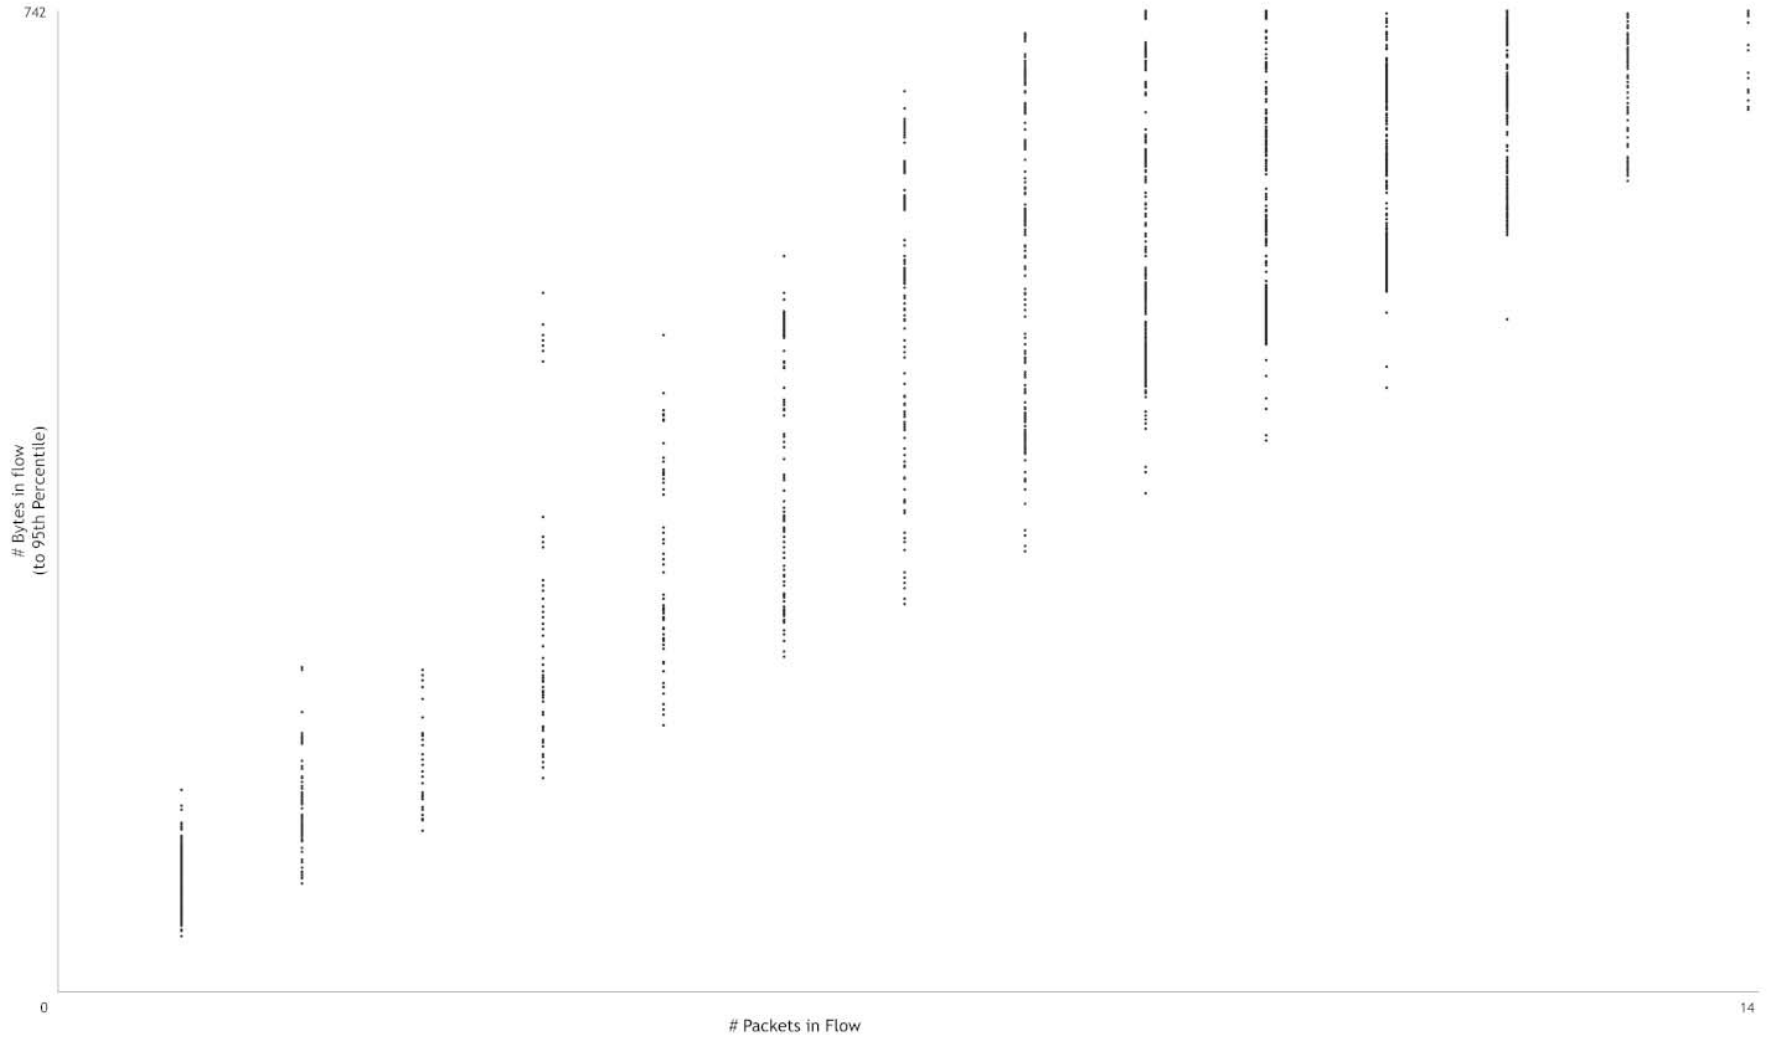 742
# Bytes in flow
(to 95th Percentile)
0
14
# Packets in Flow